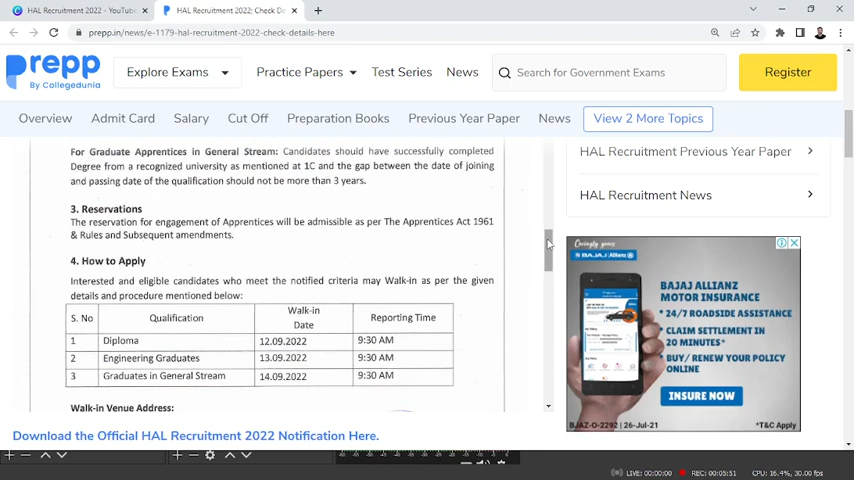 HAL Recruitment 2022 - YouTube
HAL Recruitment 2022: Check De
prepp.in/news/e-1179-hal-recruitment-2022-check-details-here
prepp
By Collegedunia
Explore Exams
Practice Papers
Test Series
News
Search for Government Exams
Register
Overview
Admit Card
Salary
Cut Off
Preparation Books
Previous Year Paper
News
View 2 More Topics
For Graduate Apprentices in General Stream: Candidates should have successfully completed
Degree from a recognized university as mentioned at 1C and the gap between the date of joining
and passing date of the qualification should not be more than 3 years.
3. Reservations
The reservation for engagement of Apprentices will be admissible as per The Apprentices Act 1961
& Rules and Subsequent amendments.
4. How to Apply
Interested and eligible candidates who meet the notified criteria may Walk-in as per the given
details and procedure mentioned below:
S. No Qualification Walk-in Date Reporting Time
1 Diploma 12.09.2022 9:30 AM
2 Engineering Graduates 13.09.2022 9:30 AM
3 Graduates in General Stream 14.09.2022 9:30 AM
Walk-in Venue Address:
Download the Official HAL Recruitment 2022 Notification Here.
HAL Recruitment Previous Year Paper
HAL Recruitment News
Caringly yours
BAJAJ Allianz
BAJAJ ALLIANZ
MOTOR INSURANCE
* 24/7 ROADSIDE ASSISTANCE
* CLAIM SETTLEMENT IN
20 MINUTES*
* BUY/ RENEW YOUR POLICY
ONLINE
INSURE NOW
BJAZ-O-2292 | 26-Jul-21
*T&C Apply
LIVE: 00:00:00
REC: 00:05:51
CPU: 16.4%, 30.00 fps